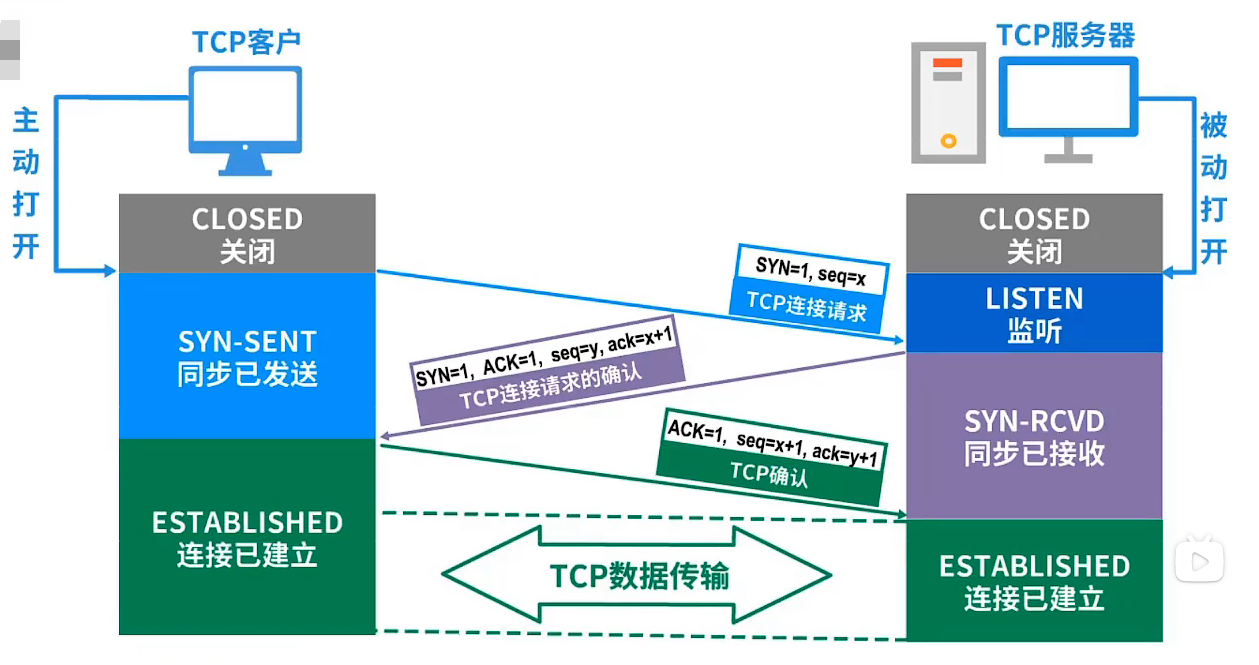 TCP客户
TCP服务器
主动打开
被动打开
CLOSED
关闭
CLOSED
关闭
SYN=1, seq=x
TCP连接请求
LISTEN
监听
SYN-SENT
同步已发送
SYN=1, ACK=1, seq=y, ack=x+1
TCP连接请求的确认
SYN-RCVD
同步已接收
ACK=1, seq=x+1, ack=y+1
TCP确认
ESTABLISHED
连接已建立
TCP数据传输
ESTABLISHED
连接已建立